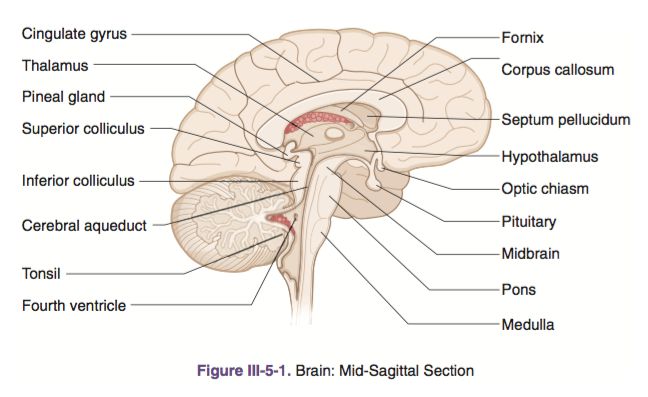 Cingulate gyrus
Thalamus
Pineal gland
Superior colliculus
Inferior colliculus
Cerebral aqueduct
Tonsil
Fourth ventricle
Fornix
Corpus callosum
Septum pellucidum
Hypothalamus
Optic chiasm
Pituitary
Midbrain
Pons
Medulla
Figure III-5-1. Brain: Mid-Sagittal Section